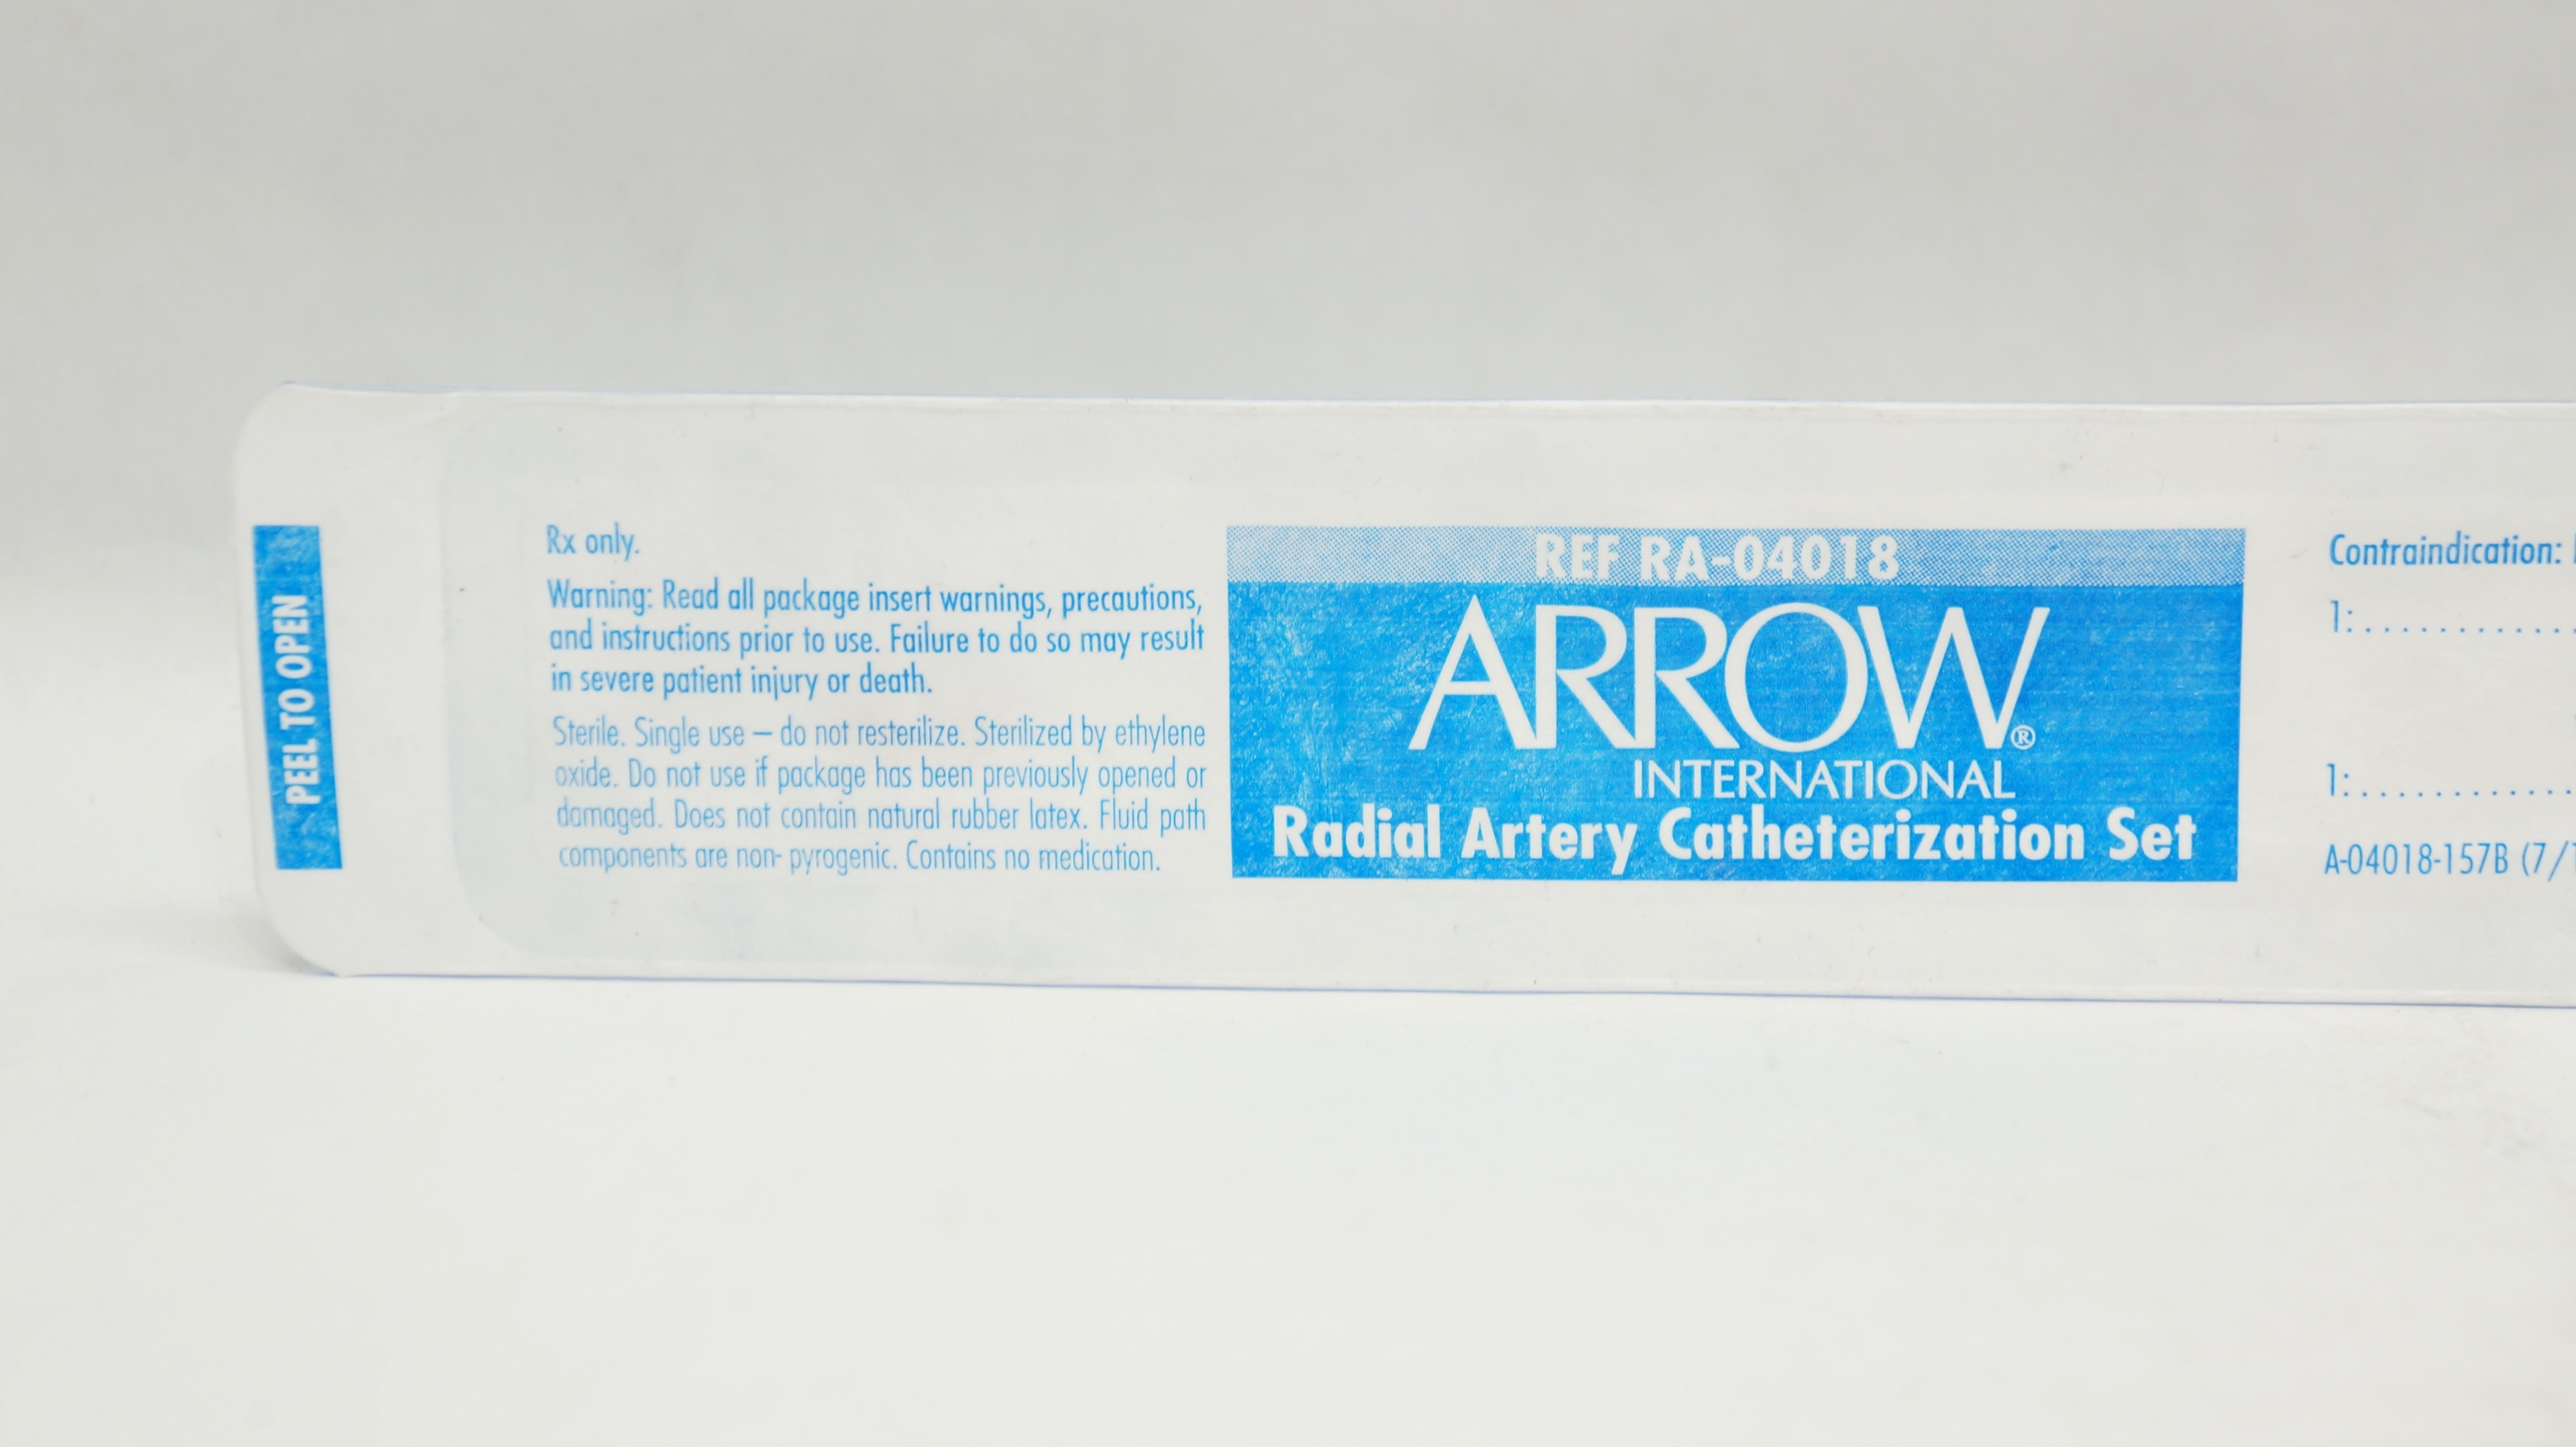 PEEL TO OPEN
Rx only.
Warning: Read all package insert warnings, precautions,
and instructions prior to use. Failure to do so may result
in severe patient injury or death.
Sterile. Single use – do not resterilize. Sterilized by ethylene
oxide. Do not use if package has been previously opened or
damaged. Does not contain natural rubber latex. Fluid path
components are non- pyrogenic. Contains no medication.
REF RA-04018
ARROW®
INTERNATIONAL
Radial Artery Catheterization Set
Contraindication:
1:............
1:............
A-04018-157B (7/